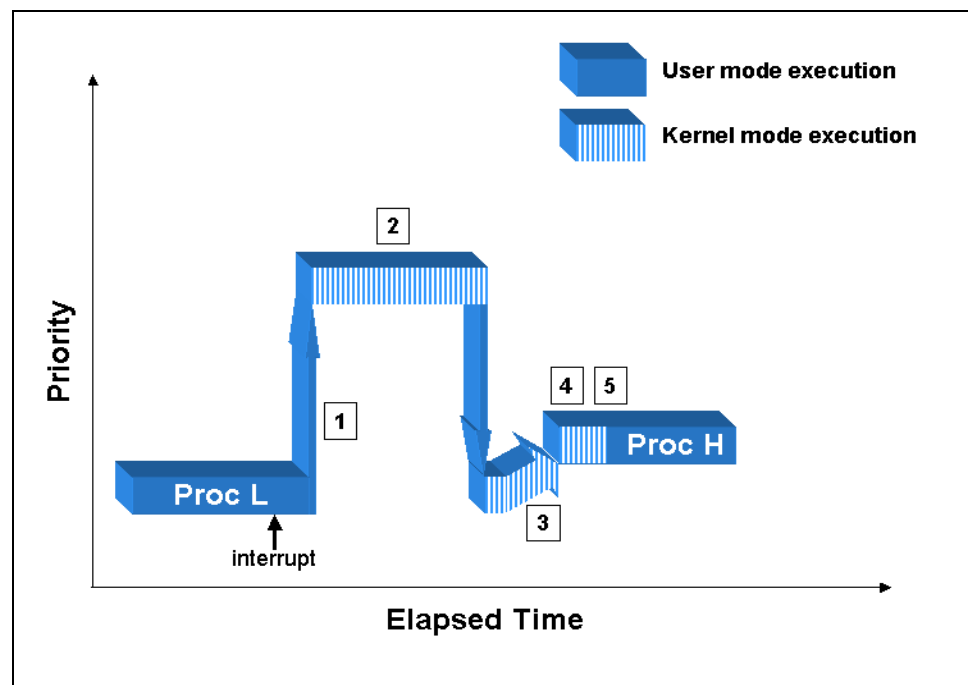 User mode execution
Kernel mode execution
2
Priority
4 5
1
Proc H
Proc L
3
interrupt
Elapsed Time